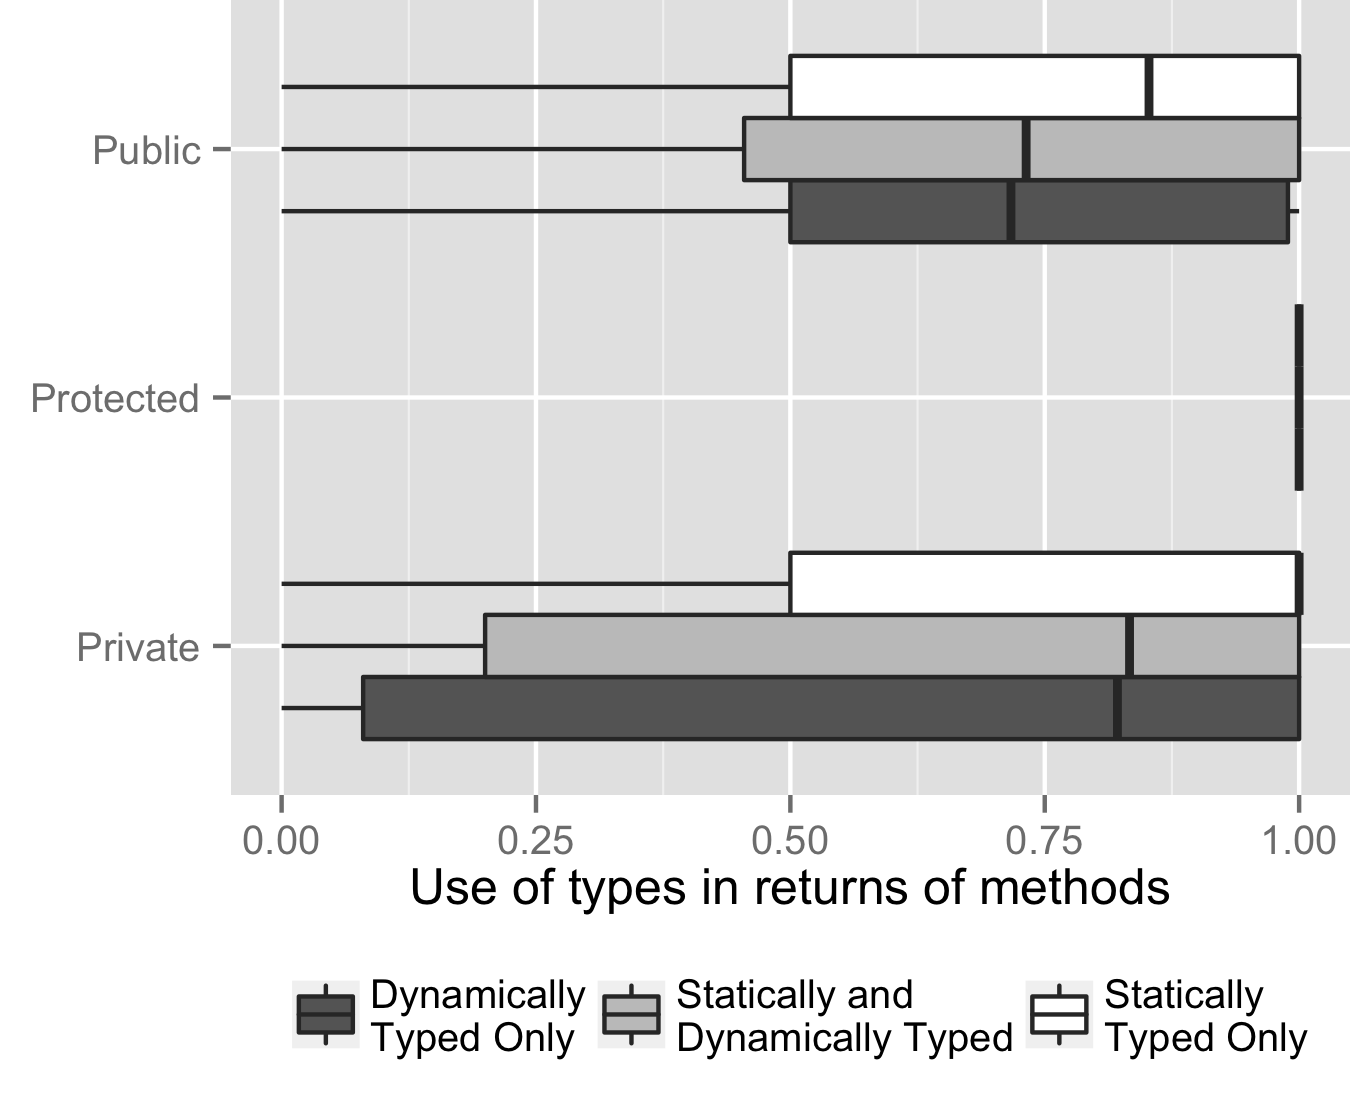 Public
Protected
Private
0.00 0.25 0.50 0.75 1.00
Use of types in returns of methods
Dynamically
Typed Only
Statically and
Dynamically Typed
Statically
Typed Only